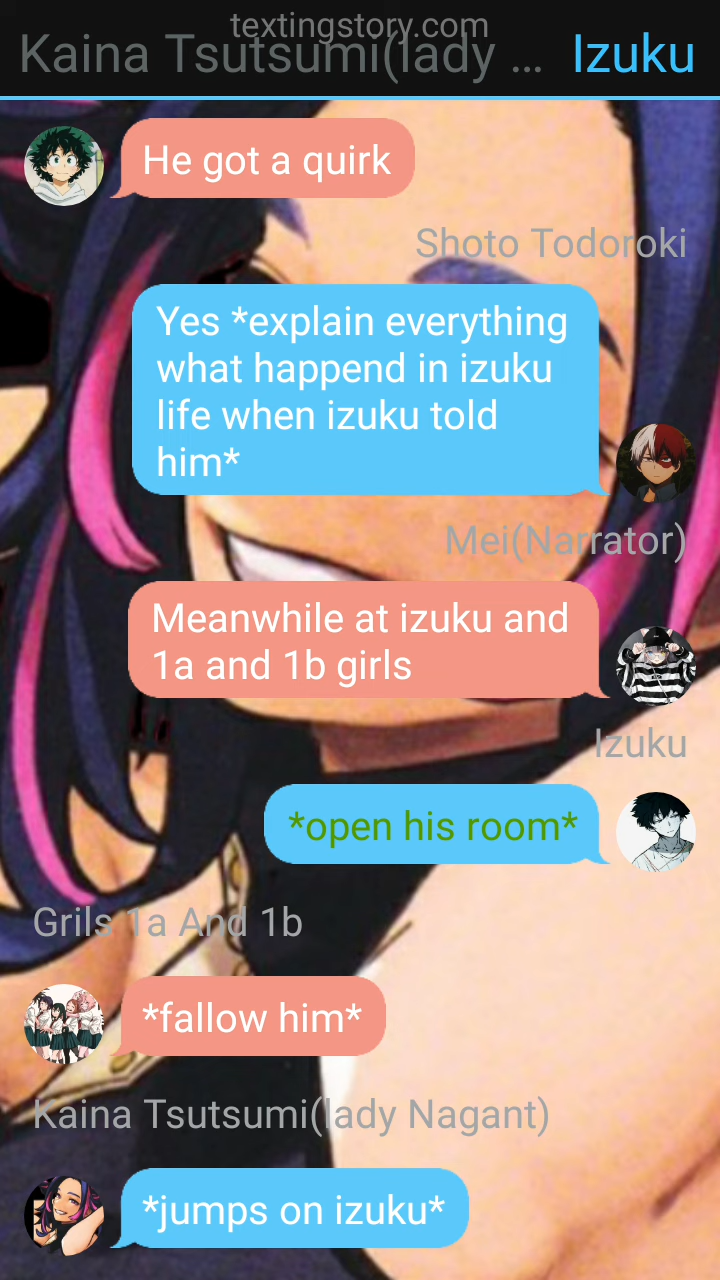 textingstory.com
Kaina Tsutsumi(lady ... Izuku
He got a quirk
Shoto Todoroki
Yes *explain everything
what happend in izuku
life when izuku told
him*
Mei(Narrator)
Meanwhile at izuku and
1a and 1b girls
Izuku
*open his room*
Grils 1a And 1b
*fallow him*
Kaina Tsutsumi(lady Nagant)
*jumps on izuku*